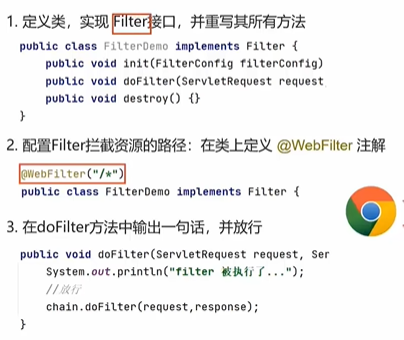 1. 定义类，实现 Filter接口，并重写其所有方法
public class FilterDemo implements Filter {
public void init(FilterConfig filterConfig)
public void doFilter(ServletRequest request
public void destroy() {}
}
2. 配置Filter拦截资源的路径：在类上定义 @WebFilter 注解
@WebFilter("/*")
public class FilterDemo implements Filter {
3. 在doFilter方法中输出一句话，并放行
public void doFilter(ServletRequest request, Ser
System.out.println("filter 被执行了...");
//放行
chain.doFilter(request,response);
}